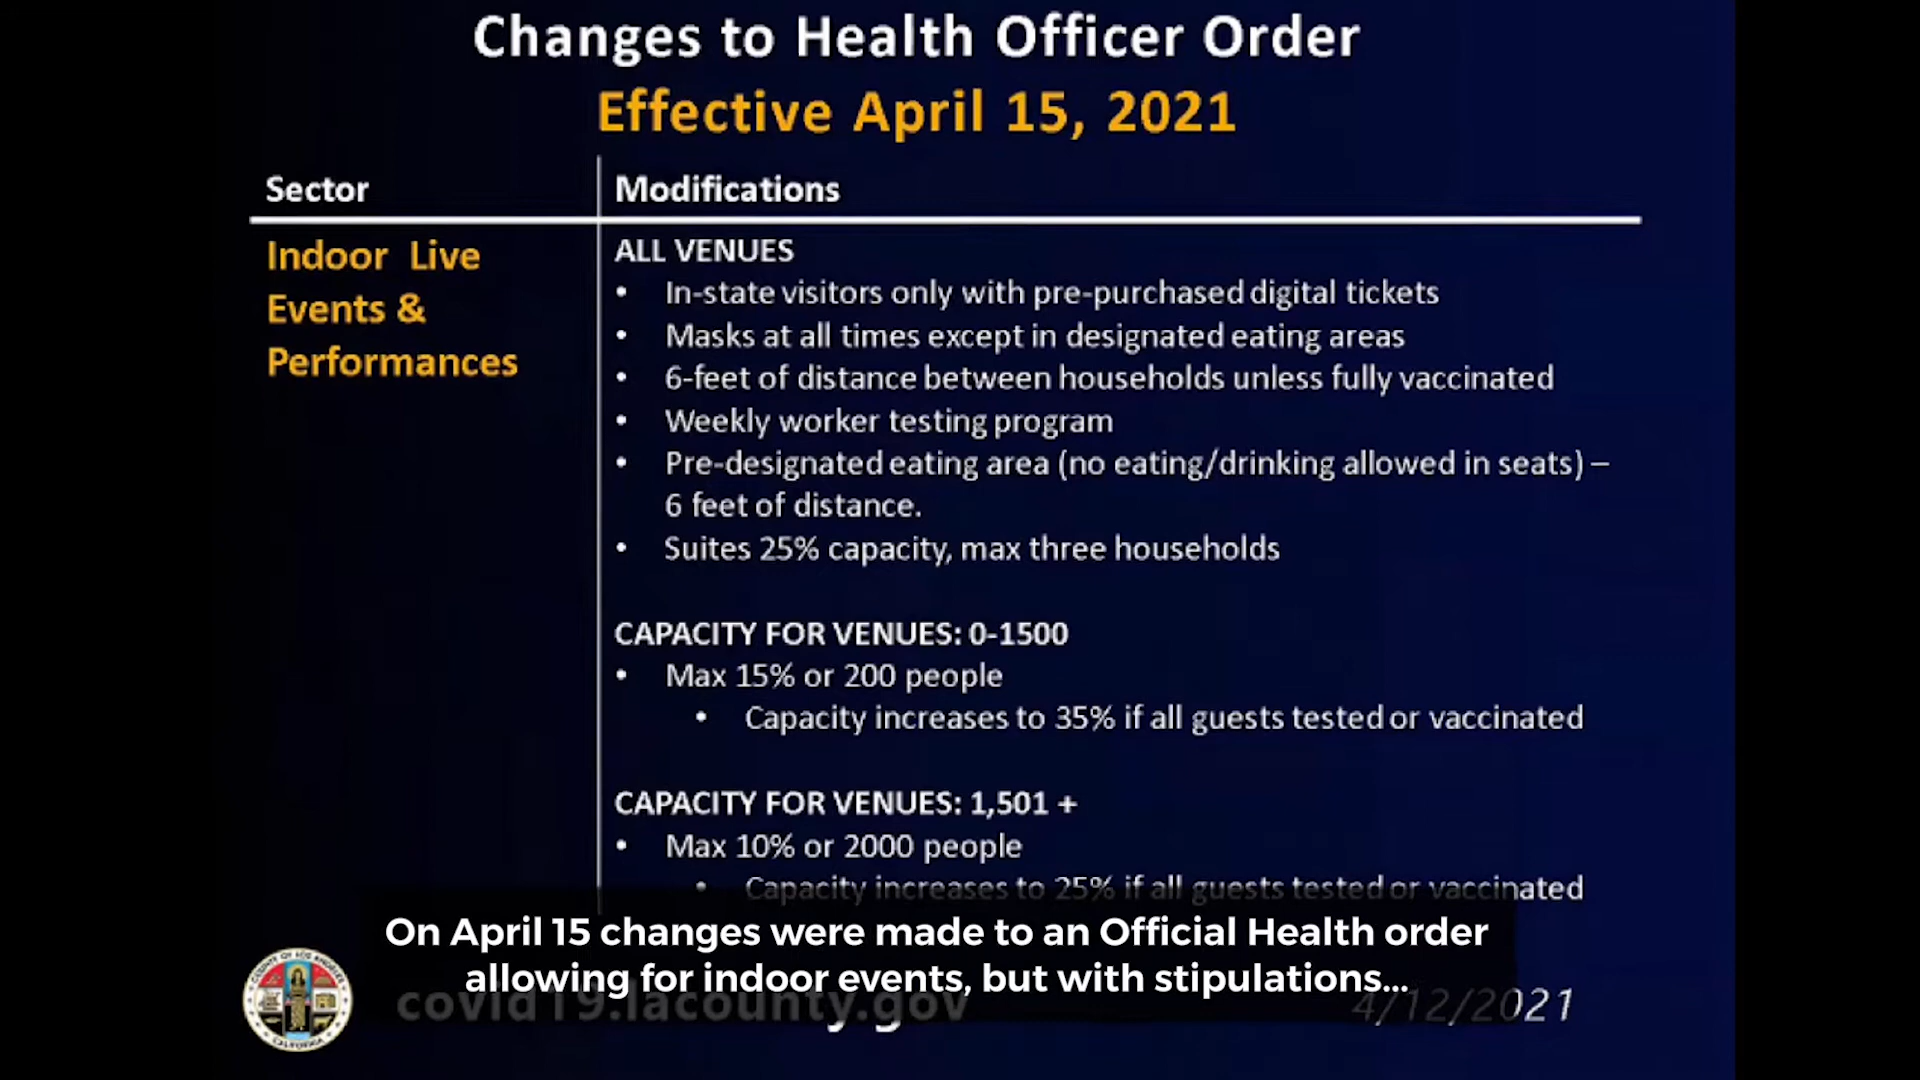 Changes to Health Officer Order
Effective April 15, 2021
Sector
Modifications
Indoor Live
Events &
Performances
ALL VENUES
• In-state visitors only with pre-purchased digital tickets
• Masks at all times except in designated eating areas
• 6-feet of distance between households unless fully vaccinated
• Weekly worker testing program
• Pre-designated eating area (no eating/drinking allowed in seats) –
6 feet of distance.
• Suites 25% capacity, max three households
CAPACITY FOR VENUES: 0-1500
• Max 15% or 200 people
• Capacity increases to 35% if all guests tested or vaccinated
CAPACITY FOR VENUES: 1,501 +
• Max 10% or 2000 people
• Capacity increases to 25% if all guests tested or vaccinated
On April 15 changes were made to an Official Health order
allowing for indoor events, but with stipulations...
COUNTY OF LOS ANGELES
CALIFORNIA
covid19.lacounty.gov
4/12/2021